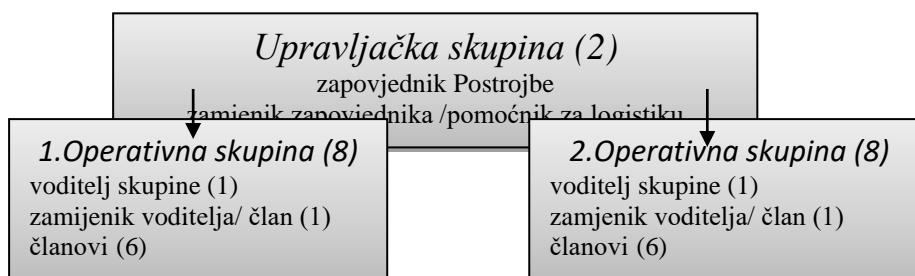 Upravljačka skupina (2)
zapovjednik Postrojbe
zamjenik zapovjednika /pomoćnik za logistiku
1.Operativna skupina (8)
voditelj skupine (1)
zamijenik voditelja/ član (1)
članovi (6)
2.Operativna skupina (8)
voditelj skupine (1)
zamjenik voditelja/ član (1)
članovi (6)